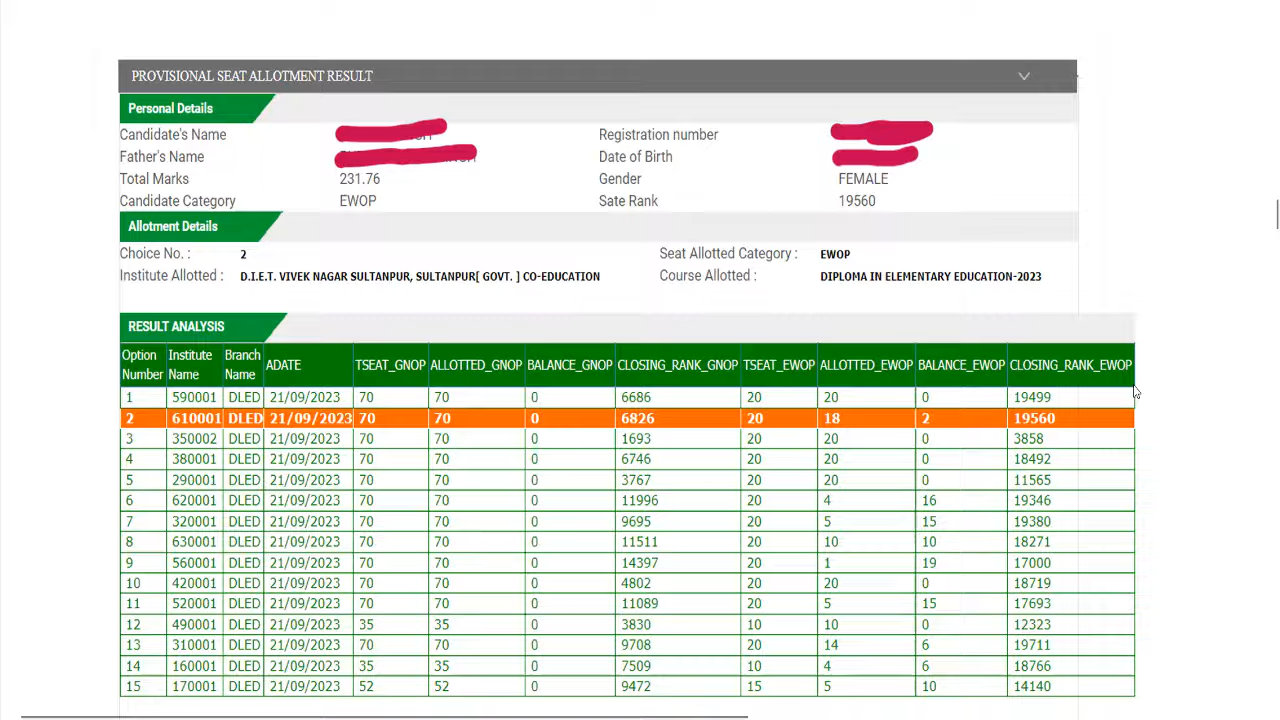 PROVISIONAL SEAT ALLOTMENT RESULT
Personal Details
Candidate's Name Registration number
Father's Name Date of Birth
Total Marks 231.76 Gender FEMALE
Candidate Category EWOP Sate Rank 19560
Allotment Details
Choice No. : 2 Seat Allotted Category : EWOP
Institute Allotted : D.I.E.T. VIVEK NAGAR SULTANPUR, SULTANPUR[ GOVT. ] CO-EDUCATION Course Allotted : DIPLOMA IN ELEMENTARY EDUCATION-2023
RESULT ANALYSIS
Option Number Institute Name Branch Name ADATE TSEAT_GNOP ALLOTTED_GNOP BALANCE_GNOP CLOSING_RANK_GNOP TSEAT_EWOP ALLOTTED_EWOP BALANCE_EWOP CLOSING_RANK_EWOP
1 590001 DLED 21/09/2023 70 70 0 6686 20 20 0 19499
2 610001 DLED 21/09/2023 70 70 0 6826 20 18 2 19560
3 350002 DLED 21/09/2023 70 70 0 1693 20 20 0 3858
4 380001 DLED 21/09/2023 70 70 0 6746 20 20 0 18492
5 290001 DLED 21/09/2023 70 70 0 3767 20 20 0 11565
6 620001 DLED 21/09/2023 70 70 0 11996 20 4 16 19346
7 320001 DLED 21/09/2023 70 70 0 9695 20 5 15 19380
8 630001 DLED 21/09/2023 70 70 0 11511 20 10 10 18271
9 560001 DLED 21/09/2023 70 70 0 14397 20 1 19 17000
10 420001 DLED 21/09/2023 70 70 0 4802 20 20 0 18719
11 520001 DLED 21/09/2023 70 70 0 11089 20 5 15 17693
12 490001 DLED 21/09/2023 35 35 0 3830 10 10 0 12323
13 310001 DLED 21/09/2023 70 70 0 9708 20 14 6 19711
14 160001 DLED 21/09/2023 35 35 0 7509 10 4 6 18766
15 170001 DLED 21/09/2023 52 52 0 9472 15 5 10 14140